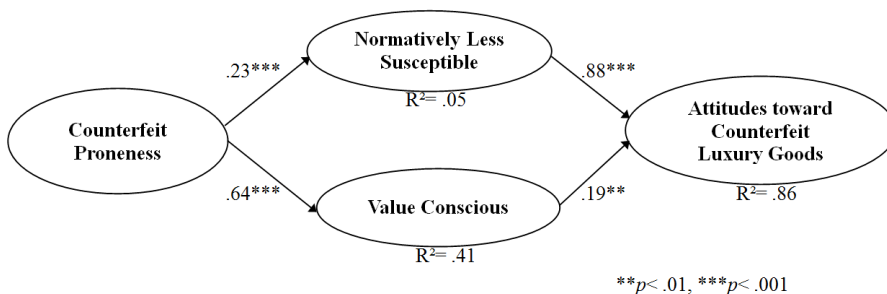 Normatively Less
Susceptible
.23***
.88***
R²= .05
Counterfeit
Proneness
Attitudes toward
Counterfeit
Luxury Goods
.64***
.19**
R²= .86
Value Conscious
R²= .41
**p< .01, ***p< .001